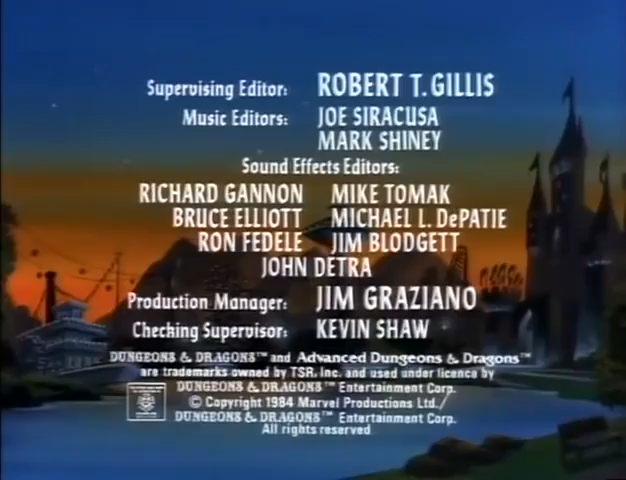 Supervising Editor: ROBERT T. GILLIS
Music Editors: JOE SIRACUSA
MARK SHINEY
Sound Effects Editors:
RICHARD GANNON MIKE TOMAK
BRUCE ELLIOTT MICHAEL L. DePATIE
RON FEDELE JIM BLODGETT
JOHN DETRA
Production Manager: JIM GRAZIANO
Checking Supervisor: KEVIN SHAW
DUNGEONS & DRAGONS™ and Advanced Dungeons & Dragons™
are trademarks owned by TSR, Inc. and used under licence by
DUNGEONS & DRAGONS™ Entertainment Corp.
© Copyright 1984 Marvel Productions Ltd./
DUNGEONS & DRAGONS™ Entertainment Corp.
All rights reserved